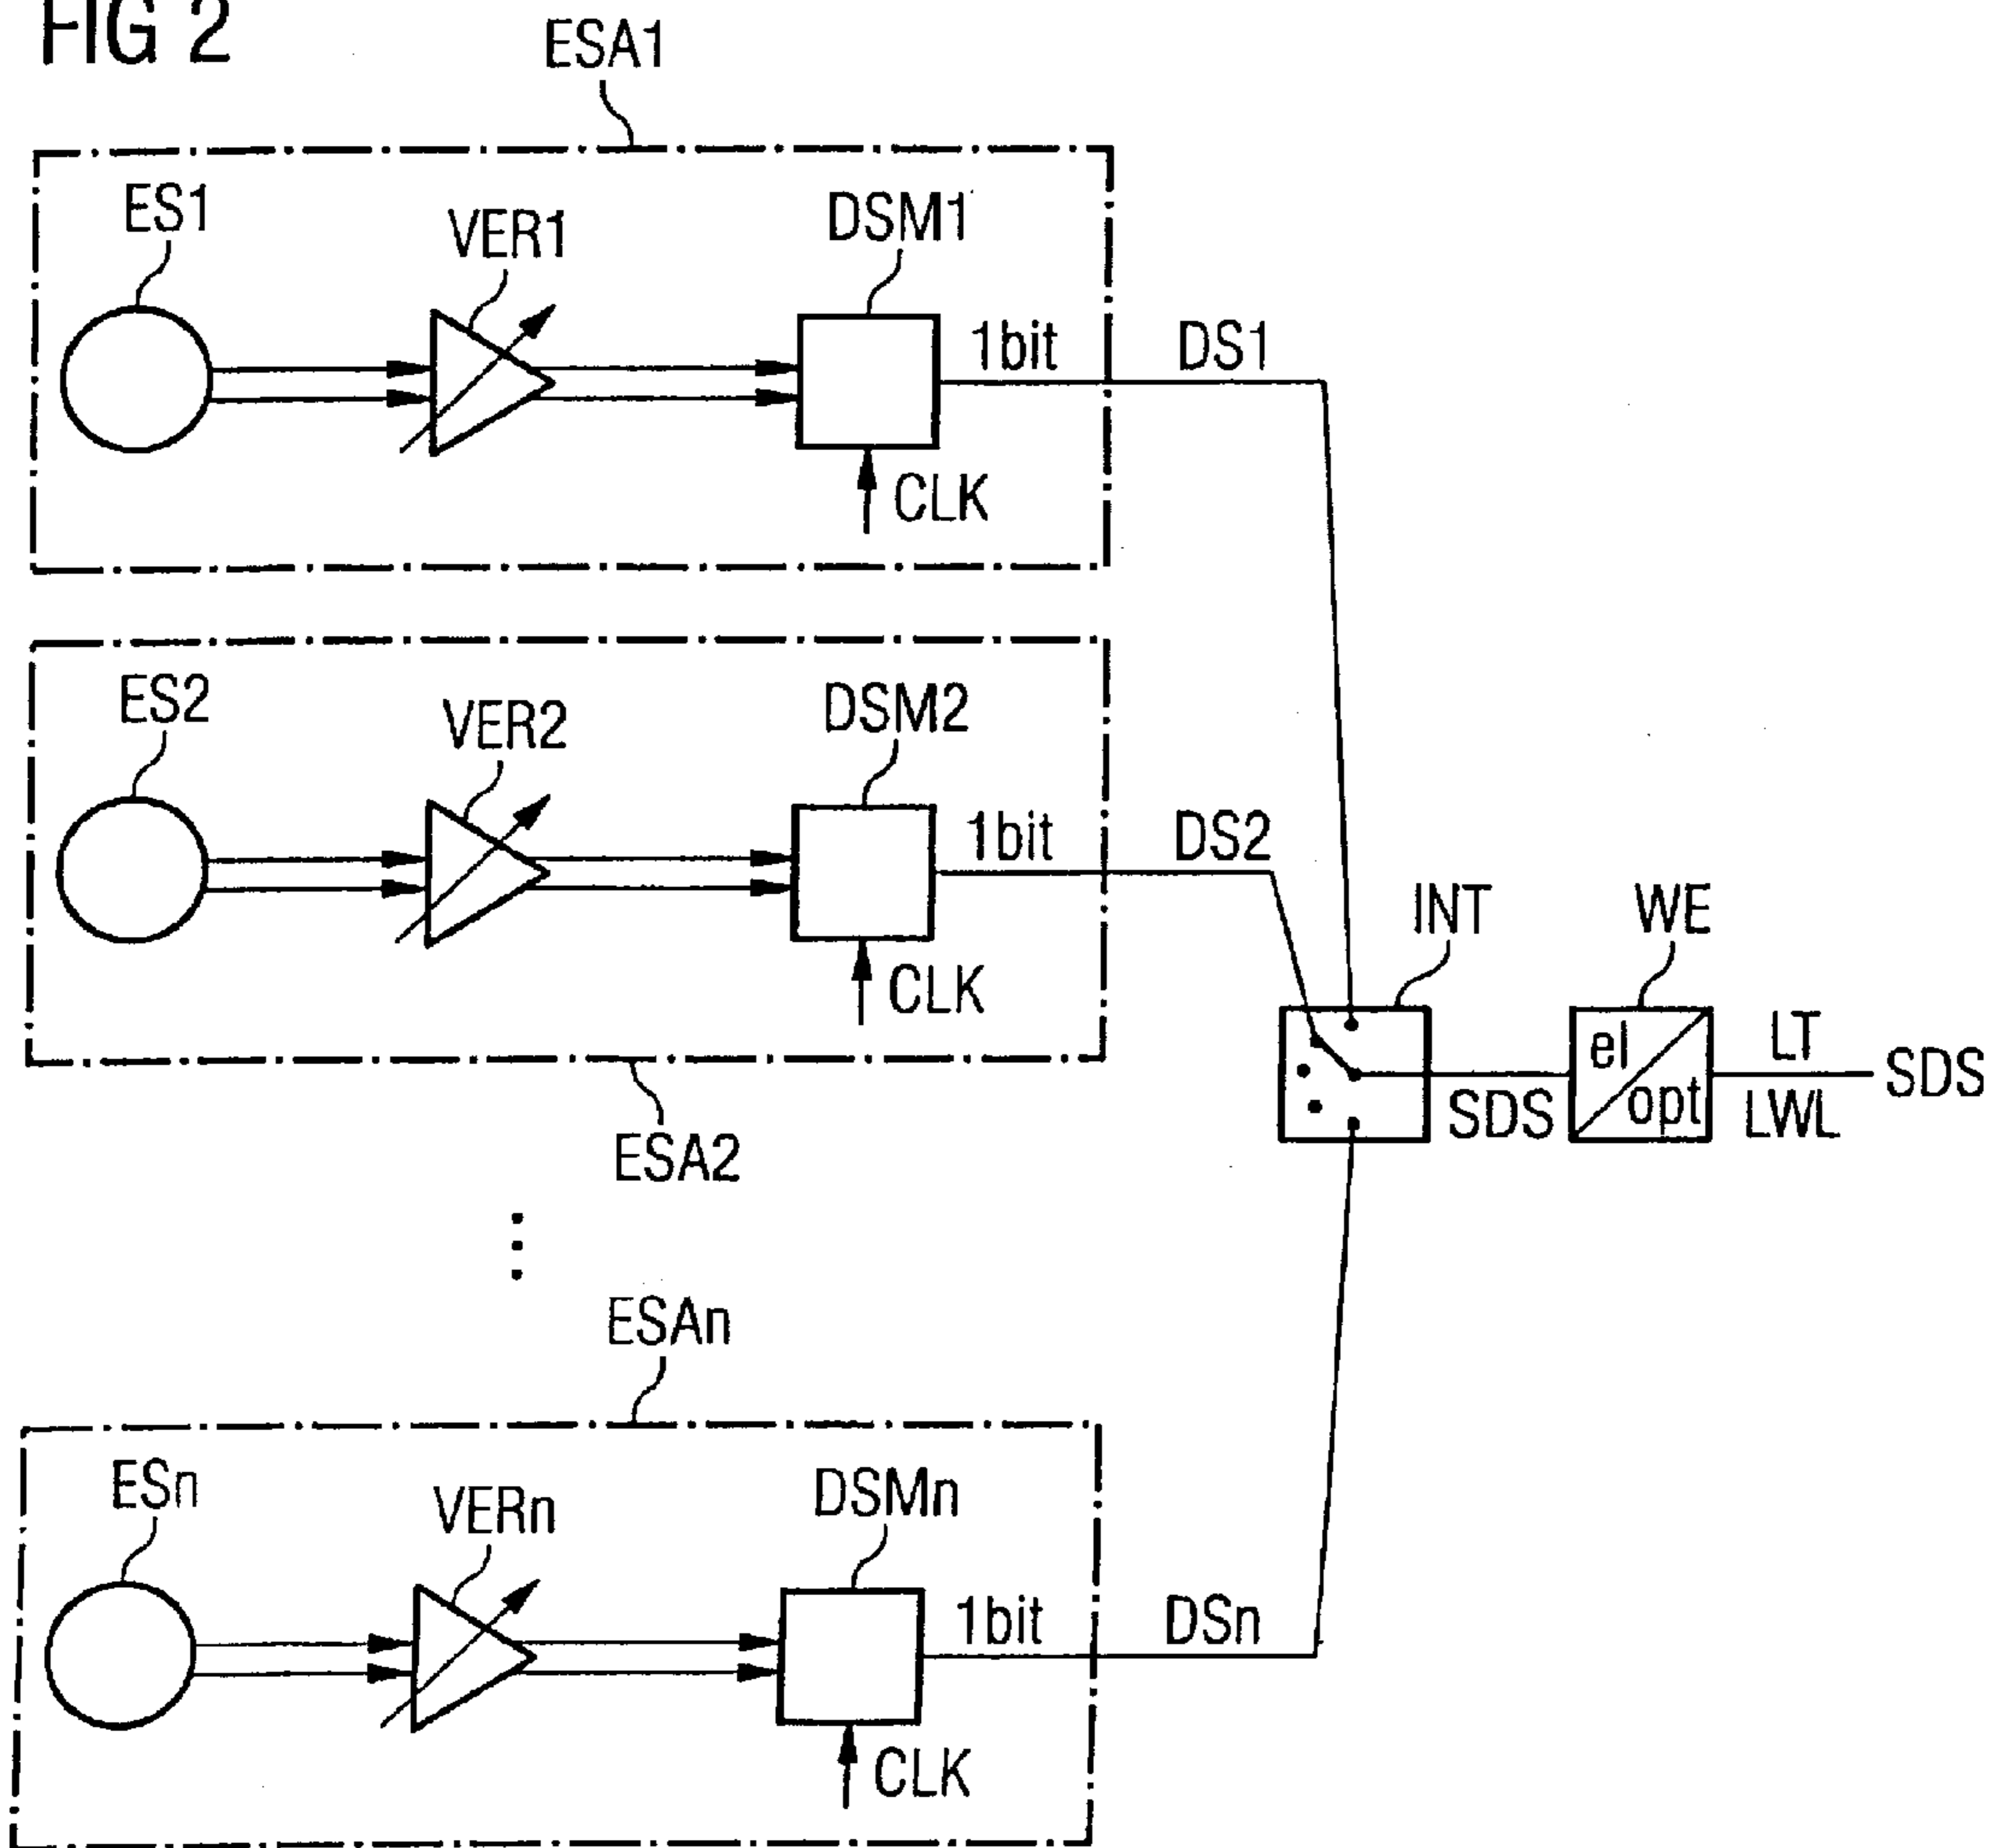 FIG 2
ESA1
ES1
VER1
DSM1
1bit
DS1
CLK
ES2
VER2
DSM2
1bit
DS2
CLK
INT
WE
el
opt
SDS
LT
LWL
SDS
ESA2
ESAn
ESn
VERn
DSMn
1bit
DSn
CLK